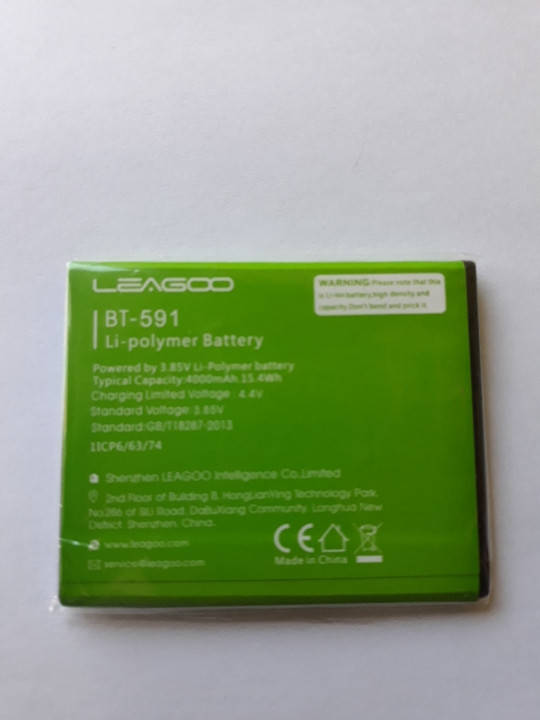 LEAGOO
BT-591
Li-polymer Battery
WARNING: Please note that this
is Li-ion battery, high density and
capacity. Don't bend and prick it.
Powered by 3.85V Li-Polymer battery
Typical Capacity:4000mAh 15.4Wh
Charging Limited Voltage : 4.4V
Standard Voltage: 3.85V
Standard:GB/T18287-2013
1ICP6/63/74
Shenzhen LEAGOO Intelligence Co.,Limited
2nd Floor of Building B, HongLianYing Technology Park,
No.286 of SiLi Road, DaBuXiang Community, Longhua New
District, Shenzhen, China.
www.leagoo.com
service@leagoo.com
CE
Made in China